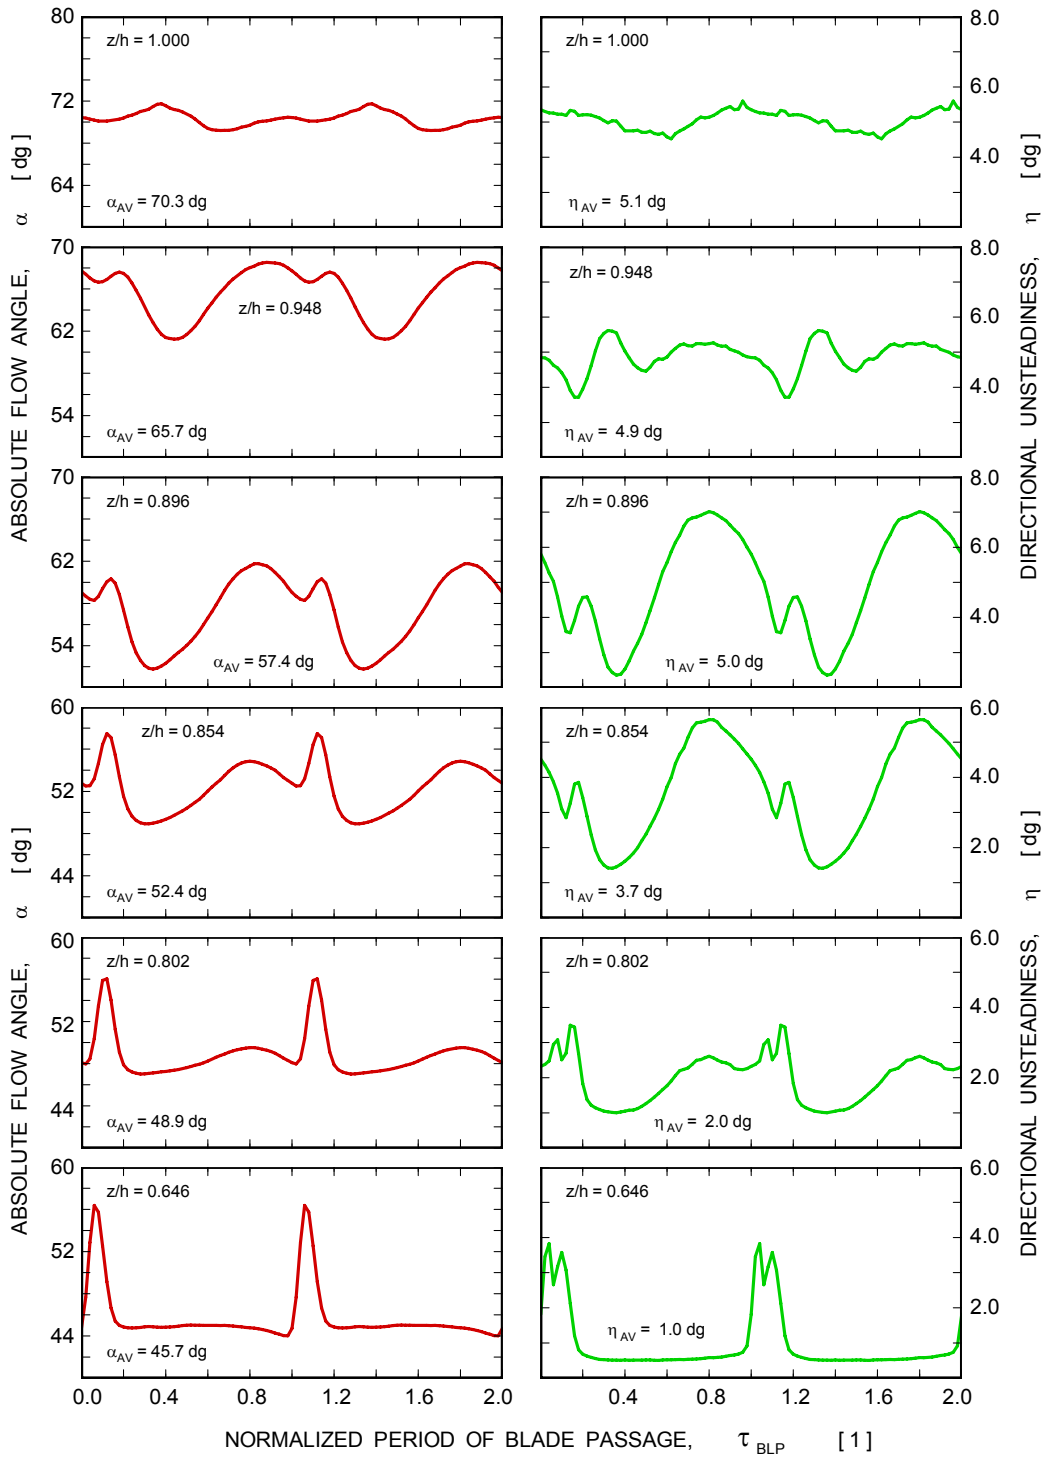 80
72
64
z/h = 1.000
αAV = 70.3 dg
z/h = 1.000
ηAV = 5.1 dg
8.0
6.0
4.0
70
62
54
z/h = 0.948
αAV = 65.7 dg
z/h = 0.948
ηAV = 4.9 dg
8.0
6.0
4.0
70
62
54
z/h = 0.896
αAV = 57.4 dg
z/h = 0.896
ηAV = 5.0 dg
8.0
6.0
4.0
60
52
44
z/h = 0.854
αAV = 52.4 dg
z/h = 0.854
ηAV = 3.7 dg
6.0
4.0
2.0
60
52
44
z/h = 0.802
αAV = 48.9 dg
z/h = 0.802
ηAV = 2.0 dg
6.0
4.0
2.0
60
52
44
z/h = 0.646
αAV = 45.7 dg
z/h = 0.646
ηAV = 1.0 dg
6.0
4.0
2.0
0.0 0.4 0.8 1.2 1.6 2.0
0.4 0.8 1.2 1.6 2.0
NORMALIZED PERIOD OF BLADE PASSAGE, τBLP [ 1 ]
ABSOLUTE FLOW ANGLE, α [ dg ]
ABSOLUTE FLOW ANGLE, α [ dg ]
DIRECTIONAL UNSTEADINESS, η [ dg ]
DIRECTIONAL UNSTEADINESS, η [ dg ]